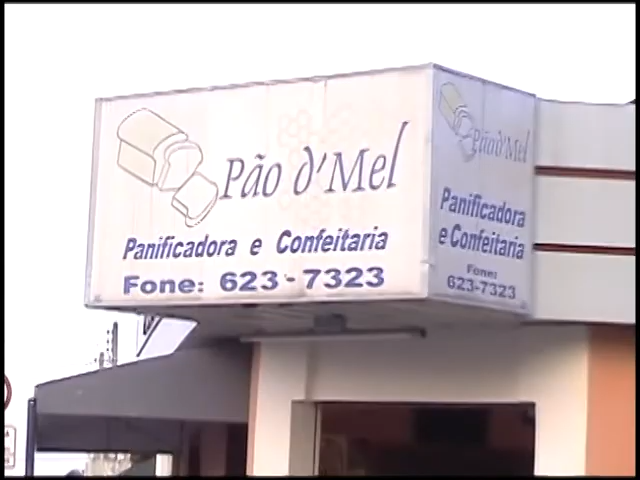 Pão d'Mel
Panificadora e Confeitaria
Fone: 623-7323
Pão d'Mel
Panificadora
e Confeitaria
Fone:
623-7323